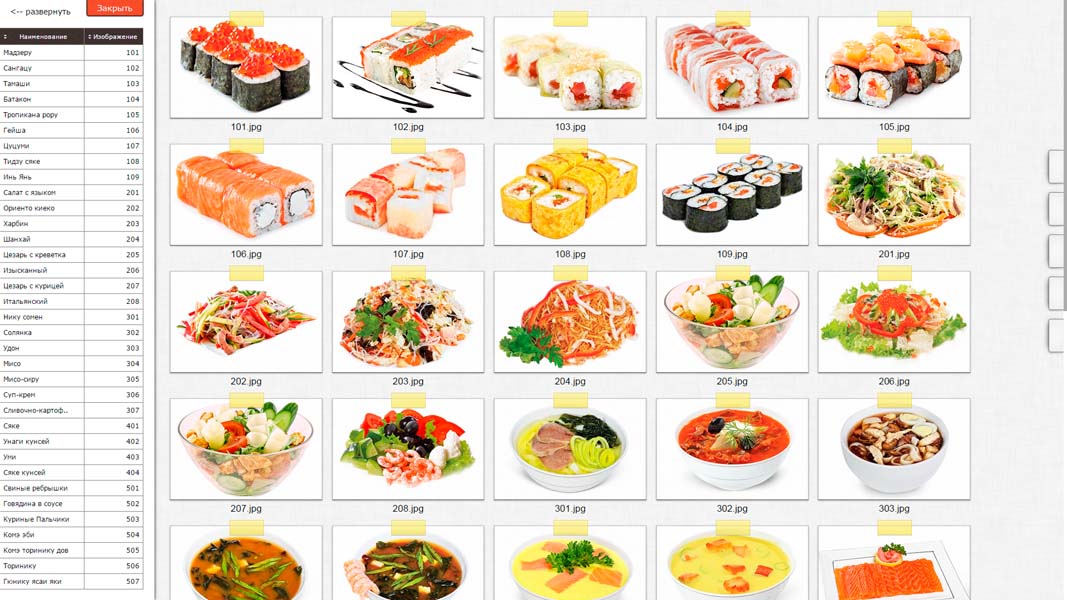 <-- развернуть Закрыть
Наименование Изображение
Мадзеру 101
Сангацу 102
Тамаши 103
Батакон 104
Тропикана рору 105
Гейша 106
Цуцуми 107
Тидзу сяке 108
Инь Янь 109
Салат с языком 201
Ориенто киеко 202
Харбин 203
Шанхай 204
Цезарь с креветка 205
Изысканный 206
Цезарь с курицей 207
Итальянский 208
Нику сомен 301
Солянка 302
Удон 303
Мисо 304
Мисо-сиру 305
Суп-крем 306
Сливочно-картоф.. 307
Сяке 401
Унаги кунсей 402
Уми 403
Сяке кунсей 404
Свиные ребрышки 501
Говядина в соусе 502
Куриные Пальчики 503
Комэ эби 504
Комэ торинику дов 505
Торинику 506
Гюнику ясаи яки 507
101.jpg 102.jpg 103.jpg 104.jpg 105.jpg
106.jpg 107.jpg 108.jpg 109.jpg 201.jpg
202.jpg 203.jpg 204.jpg 205.jpg 206.jpg
207.jpg 208.jpg 301.jpg 302.jpg 303.jpg